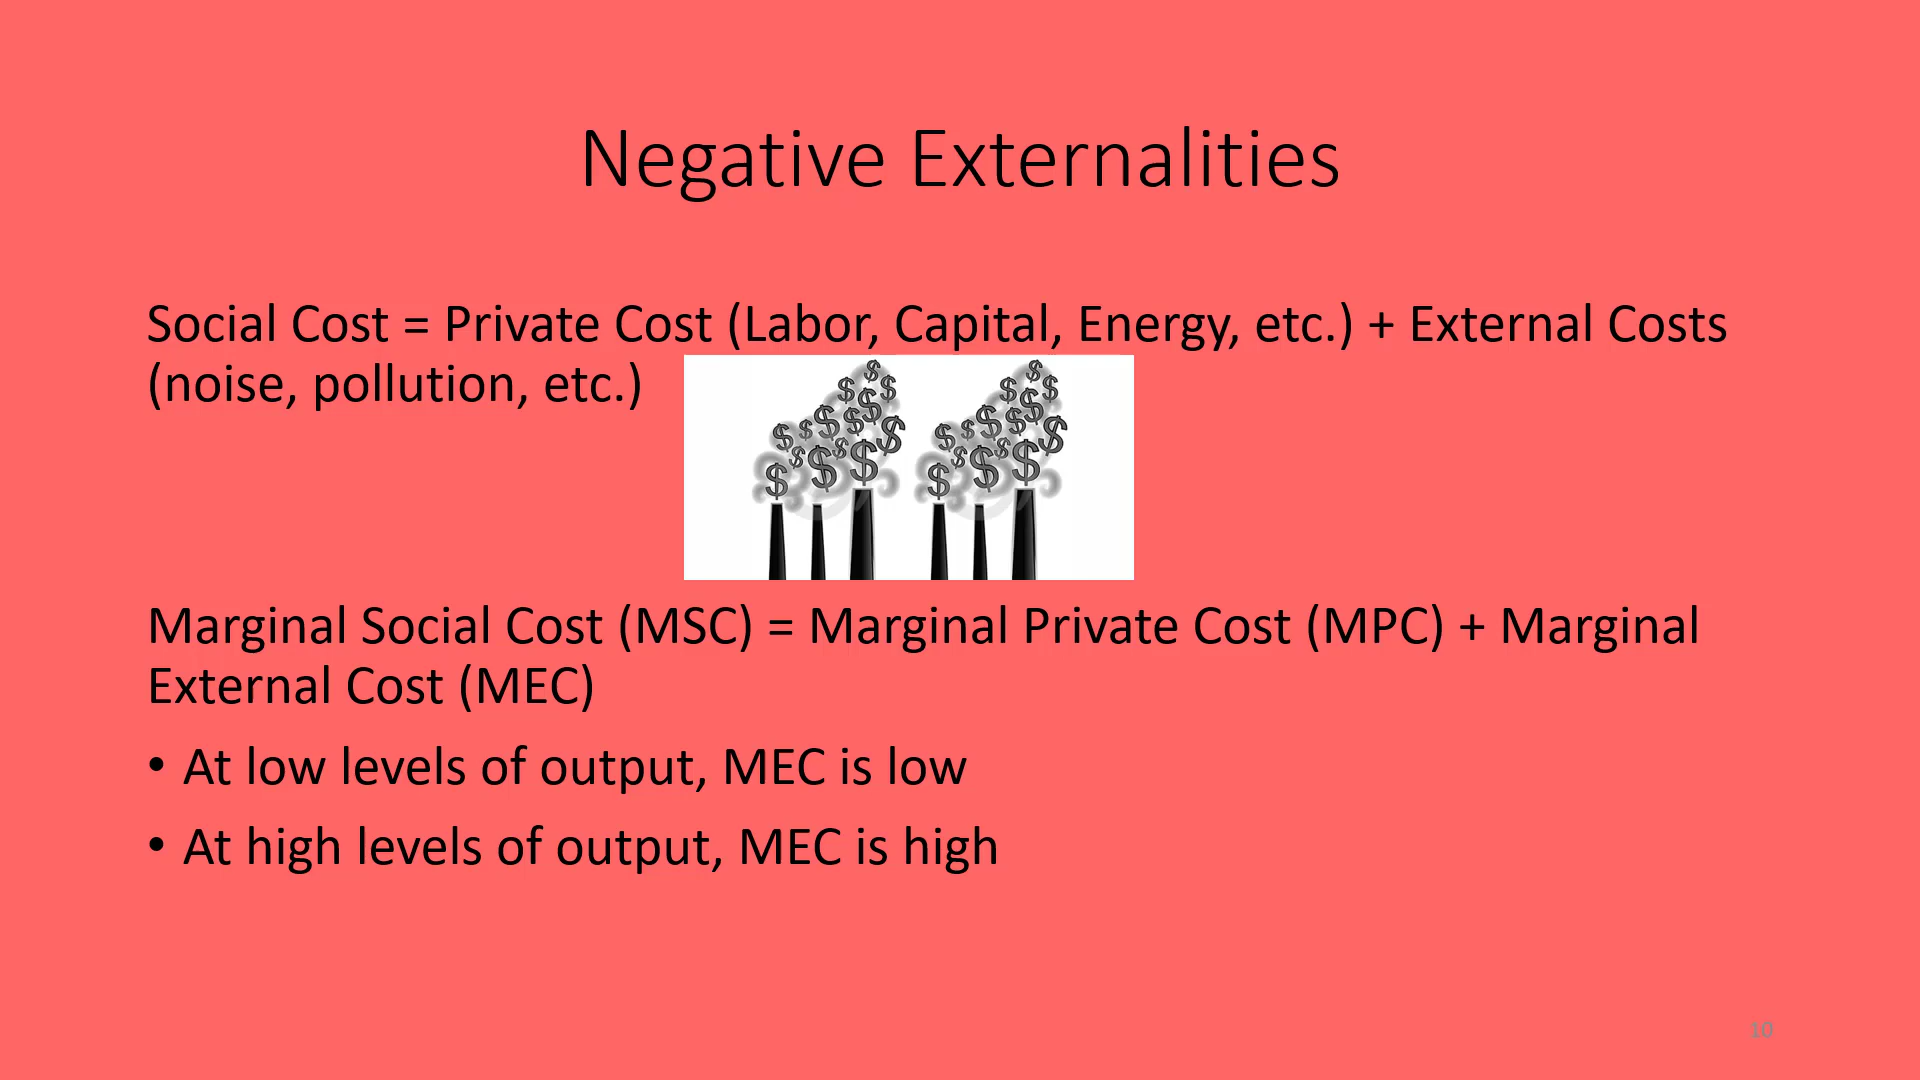 Negative Externalities
Social Cost = Private Cost (Labor, Capital, Energy, etc.) + External Costs
(noise, pollution, etc.)
$ $ $ $ $ $ $ $ $ $ $ $ $ $ $ $ $ $ $ $ $ $ $ $ $ $
Marginal Social Cost (MSC) = Marginal Private Cost (MPC) + Marginal
External Cost (MEC)
• At low levels of output, MEC is low
• At high levels of output, MEC is high
10